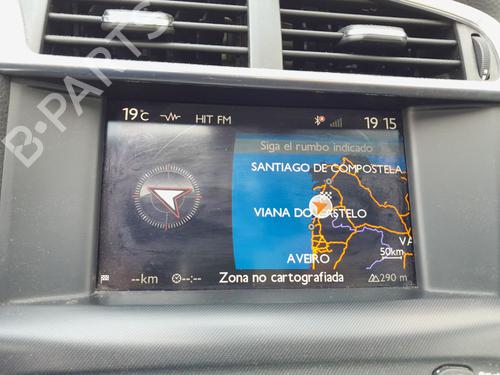 B-PARTS
19°C HIT FM 19 15
Siga el rumbo indicado
SANTIAGO DE COMPOSTELA
VIANA DO CASTELO
VA
AVEIRO
50km
--km --:-- Zona no cartografiada 290 m